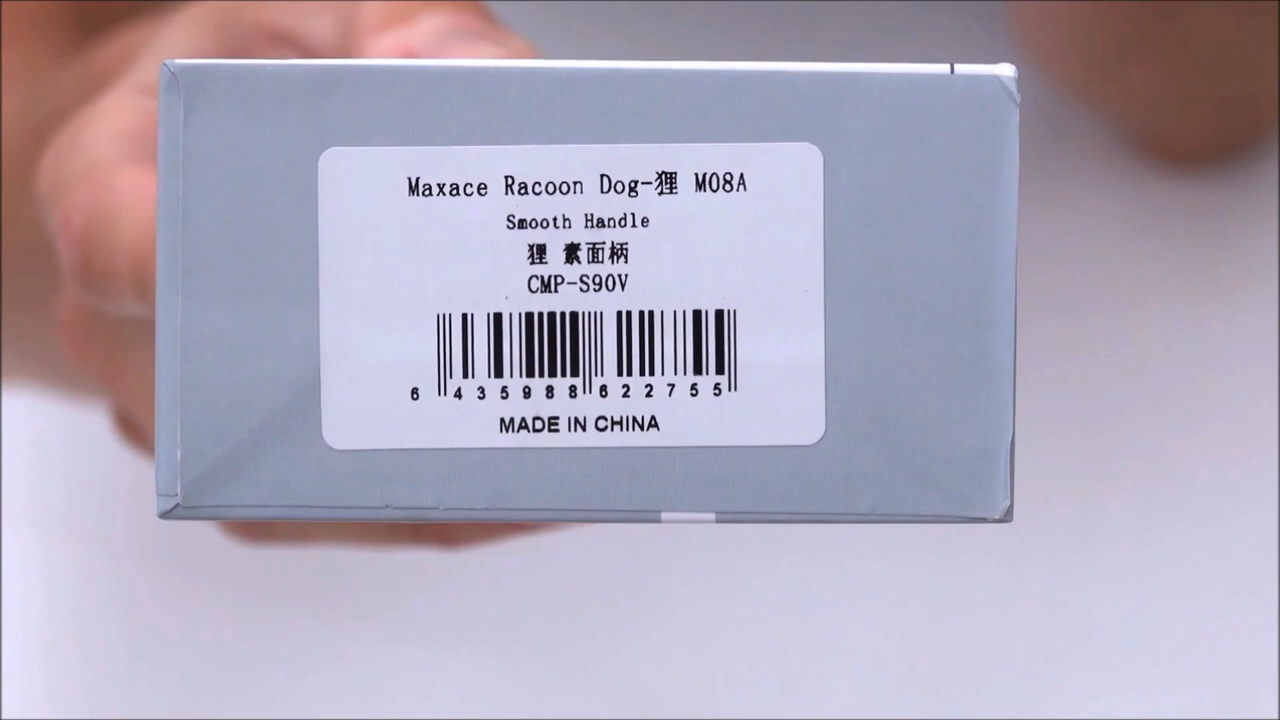 Maxace Racoon Dog-狸 M08A
Smooth Handle
狸 素面柄
CMP-S90V
6 435988 622755
MADE IN CHINA